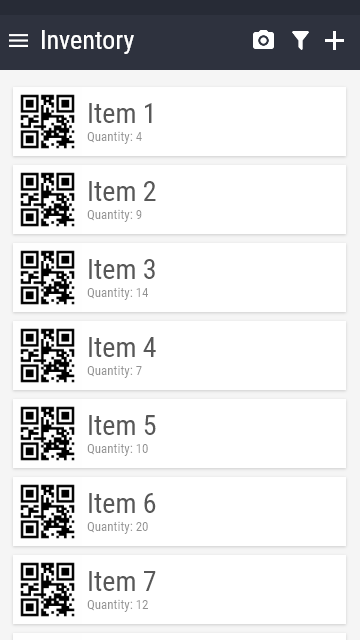 Inventory
Item 1
Quantity: 4
Item 2
Quantity: 9
Item 3
Quantity: 14
Item 4
Quantity: 7
Item 5
Quantity: 10
Item 6
Quantity: 20
Item 7
Quantity: 12